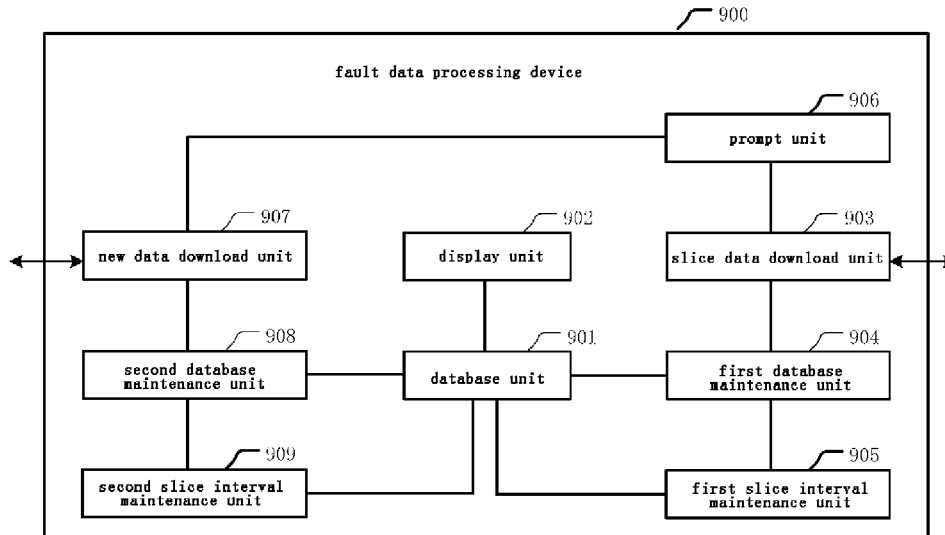 900
fault data processing device
906
prompt unit
907
new data download unit
902
display unit
903
slice data download unit
908
second database
maintenance unit
901
database unit
904
first database
maintenance unit
909
second slice interval
maintenance unit
905
first slice interval
maintenance unit